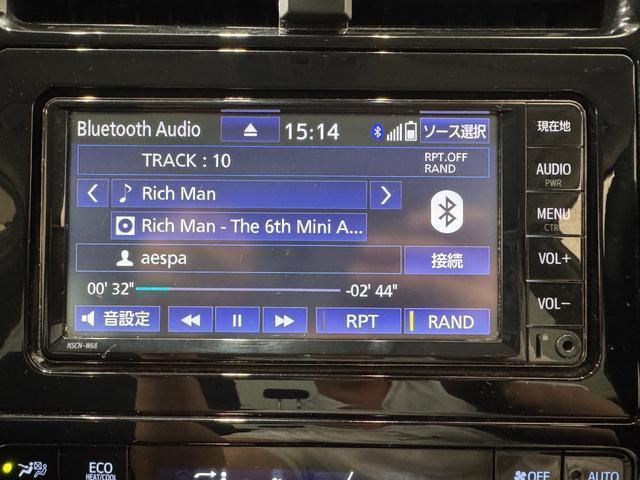 Bluetooth Audio 15:14 ソース選択
TRACK : 10 RPT.OFF
RAND
Rich Man
Rich Man - The 6th Mini A...
aespa 接続
00' 32" -02' 44"
音設定 RPT RAND
NSCN-W68
現在地
AUDIO
PWR
MENU
VOL+
VOL−
ECO
HEAT/COOL
OFF
AUTO